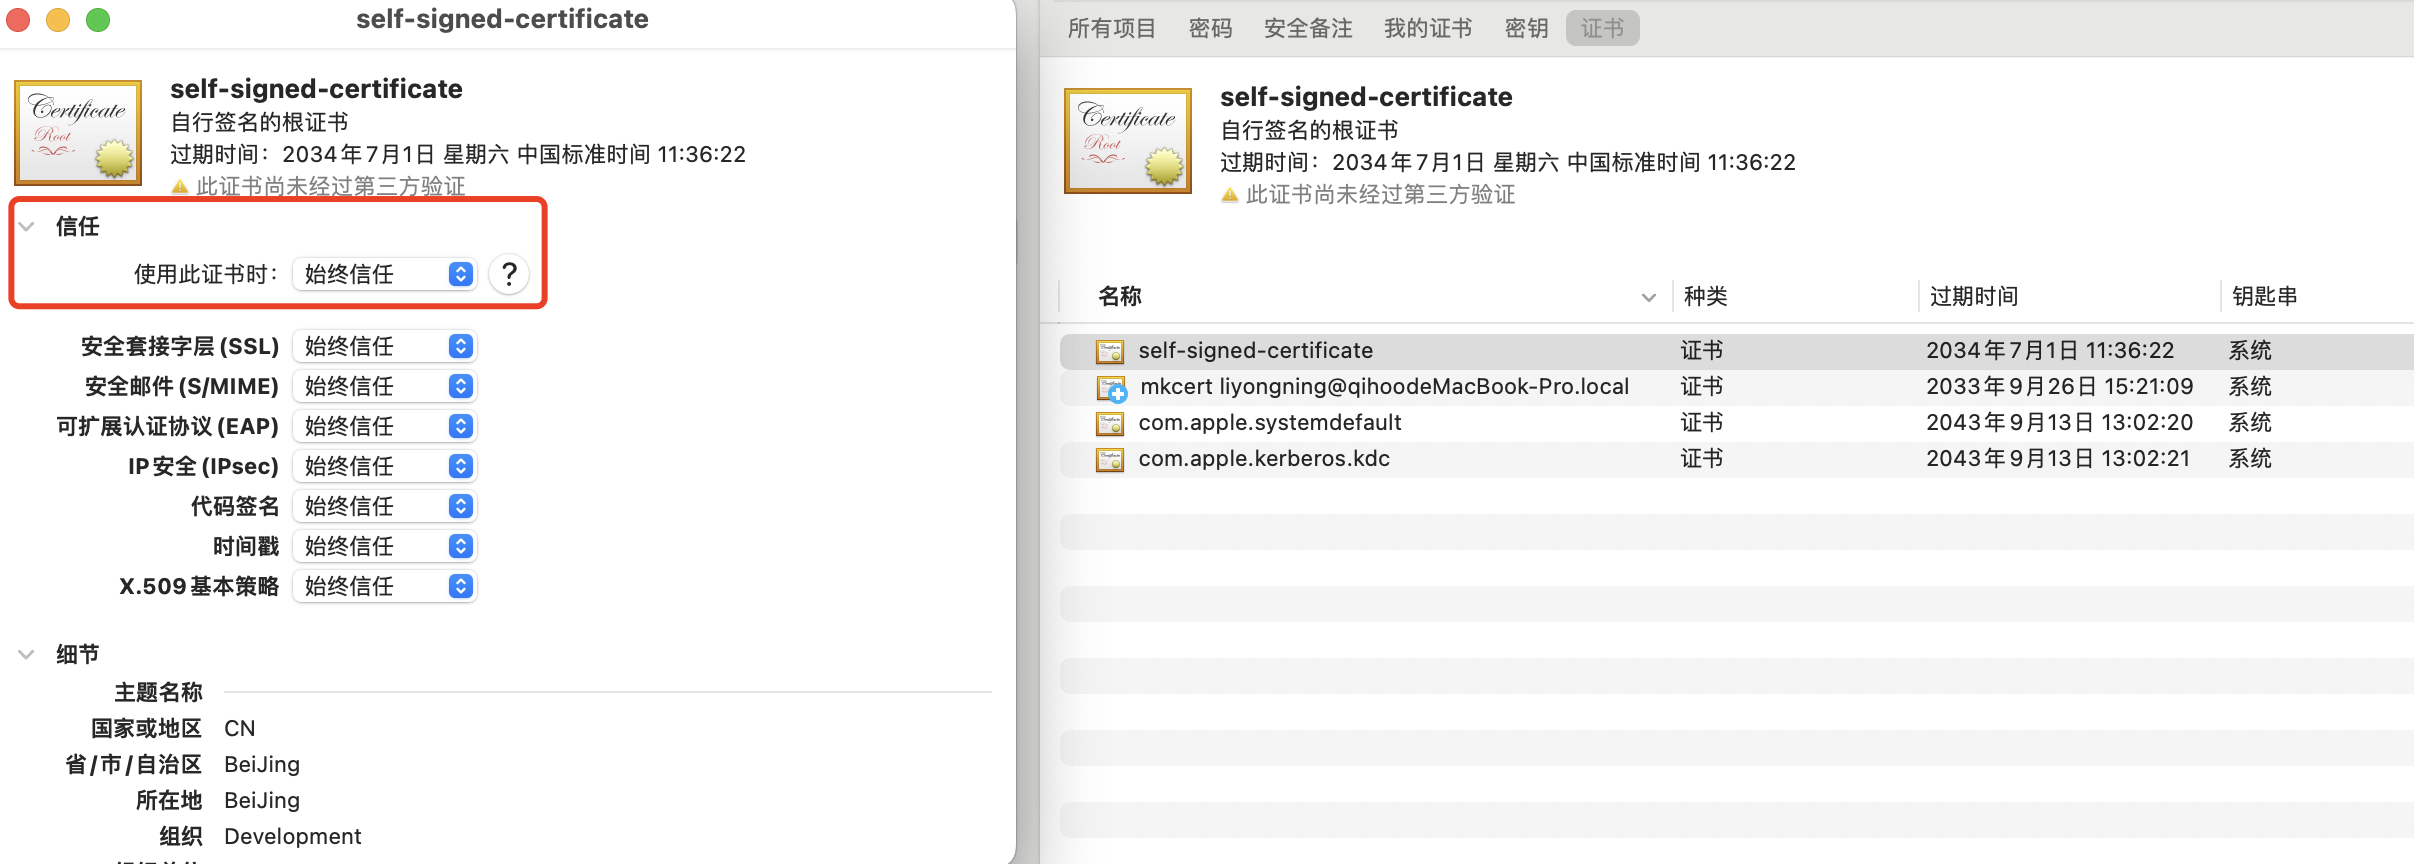 self-signed-certificate
Certificate
Root
self-signed-certificate
自行签名的根证书
过期时间：2034年7月1日 星期六 中国标准时间 11:36:22
此证书尚未经过第三方验证
信任
使用此证书时： 始终信任 ?
安全套接字层 (SSL) 始终信任
安全邮件 (S/MIME) 始终信任
可扩展认证协议 (EAP) 始终信任
IP 安全 (IPsec) 始终信任
代码签名 始终信任
时间戳 始终信任
X.509 基本策略 始终信任
细节
主题名称
国家或地区 CN
省/市/自治区 BeiJing
所在地 BeiJing
组织 Development
所有项目 密码 安全备注 我的证书 密钥 证书
Certificate
Root
self-signed-certificate
自行签名的根证书
过期时间：2034年7月1日 星期六 中国标准时间 11:36:22
此证书尚未经过第三方验证
名称 种类 过期时间 钥匙串
self-signed-certificate 证书 2034年7月1日 11:36:22 系统
mkcert liyongning@qihoodeMacBook-Pro.local 证书 2033年9月26日 15:21:09 系统
com.apple.systemdefault 证书 2043年9月13日 13:02:20 系统
com.apple.kerberos.kdc 证书 2043年9月13日 13:02:21 系统